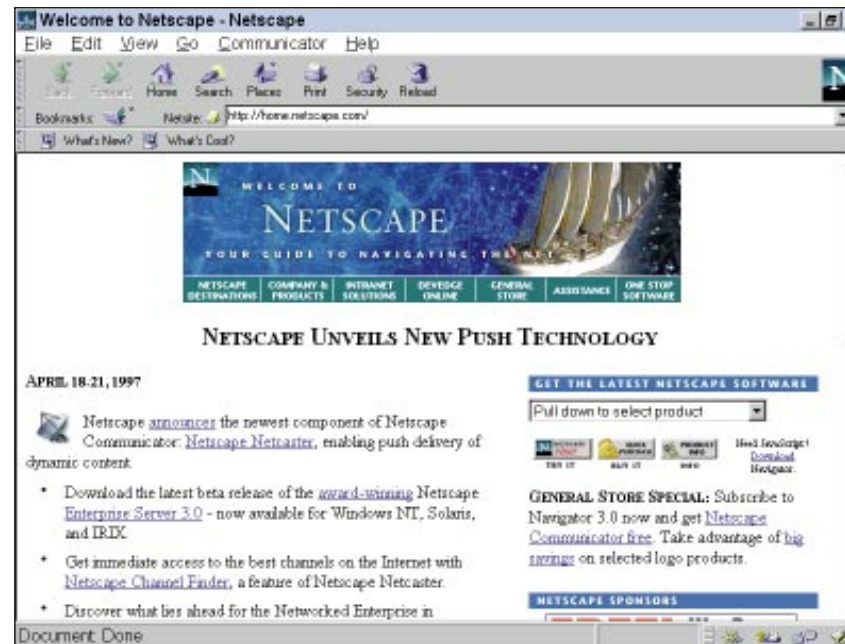 Welcome to Netscape - Netscape
File Edit View Go Communicator Help
Back Forward Home Search Places Print Security Reload
N
Bookmarks Netsite: http://home.netscape.com/
What's New? What's Cool?
N
WELCOME TO
NETSCAPE
YOUR GUIDE TO NAVIGATING THE NET
NETSCAPE DESTINATIONS
COMPANY & PRODUCTS
INTRANET SOLUTIONS
DEVEDGE ONLINE
GENERAL STORE
ASSISTANCE
ONE STOP SOFTWARE
NETSCAPE UNVEILS NEW PUSH TECHNOLOGY
APRIL 18-21, 1997
Netscape announces the newest component of Netscape
Communicator: Netscape Netcaster, enabling push delivery of
dynamic content.
• Download the latest beta release of the award-winning Netscape
Enterprise Server 3.0 - now available for Windows NT, Solaris,
and IRIX.
• Get immediate access to the best channels on the Internet with
Netscape Channel Finder, a feature of Netscape Netcaster.
• Discover what lies ahead for the Networked Enterprise in
GET THE LATEST NETSCAPE SOFTWARE
Pull down to select product
TRY IT BUY IT INFO
Need JavaScript?
Download
Navigator.
GENERAL STORE SPECIAL: Subscribe to
Navigator 3.0 now and get Netscape
Communicator free. Take advantage of big
savings on selected logo products.
NETSCAPE SPONSORS
Document: Done